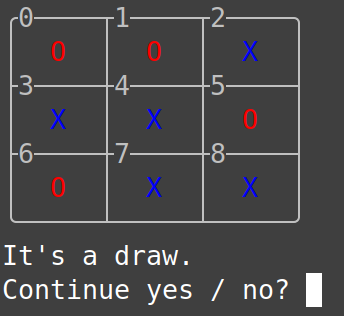 0 1 2
O O X
3 4 5
X X O
6 7 8
O X X
It's a draw.
Continue yes / no?